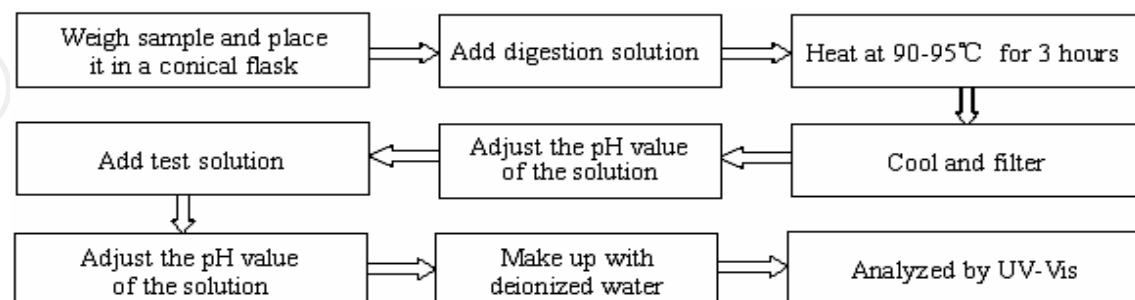 Weigh sample and place
it in a conical flask
Add digestion solution
Heat at 90-95℃ for 3 hours
Cool and filter
Adjust the pH value
of the solution
Add test solution
Adjust the pH value
of the solution
Make up with
deionized water
Analyzed by UV-Vis